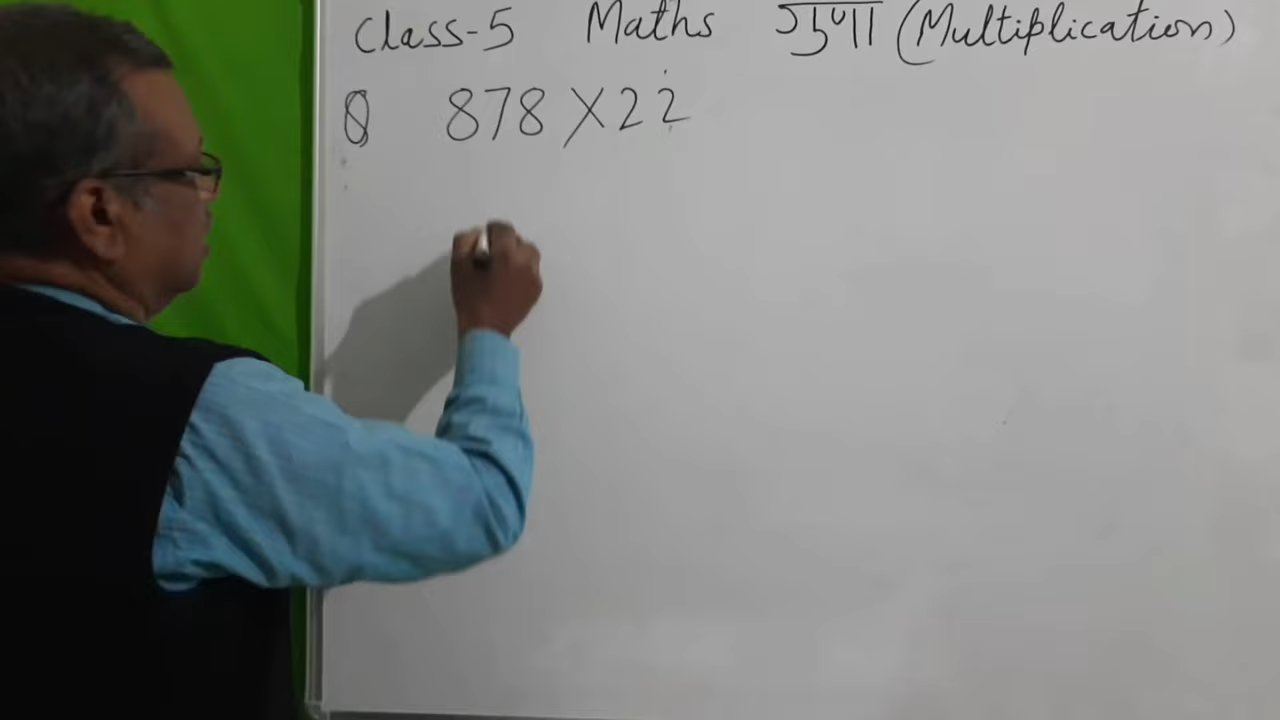 Class-5 Maths गुणा (Multiplication)
Q 878 X 22